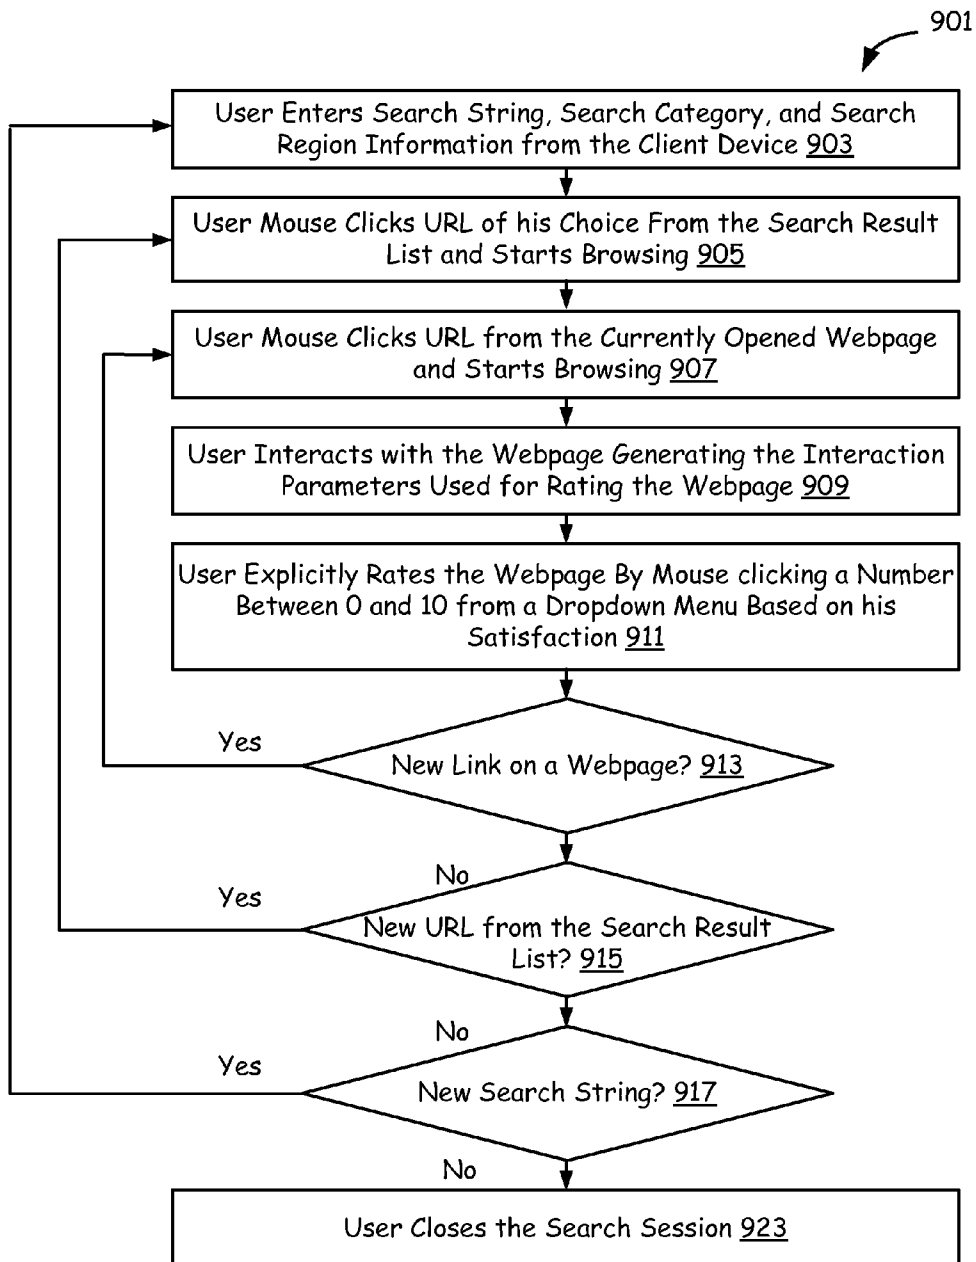 901
User Enters Search String, Search Category, and Search
Region Information from the Client Device 903
User Mouse Clicks URL of his Choice From the Search Result
List and Starts Browsing 905
User Mouse Clicks URL from the Currently Opened Webpage
and Starts Browsing 907
User Interacts with the Webpage Generating the Interaction
Parameters Used for Rating the Webpage 909
User Explicitly Rates the Webpage By Mouse clicking a Number
Between 0 and 10 from a Dropdown Menu Based on his
Satisfaction 911
Yes
New Link on a Webpage? 913
No
Yes
New URL from the Search Result
List? 915
No
Yes
New Search String? 917
No
User Closes the Search Session 923